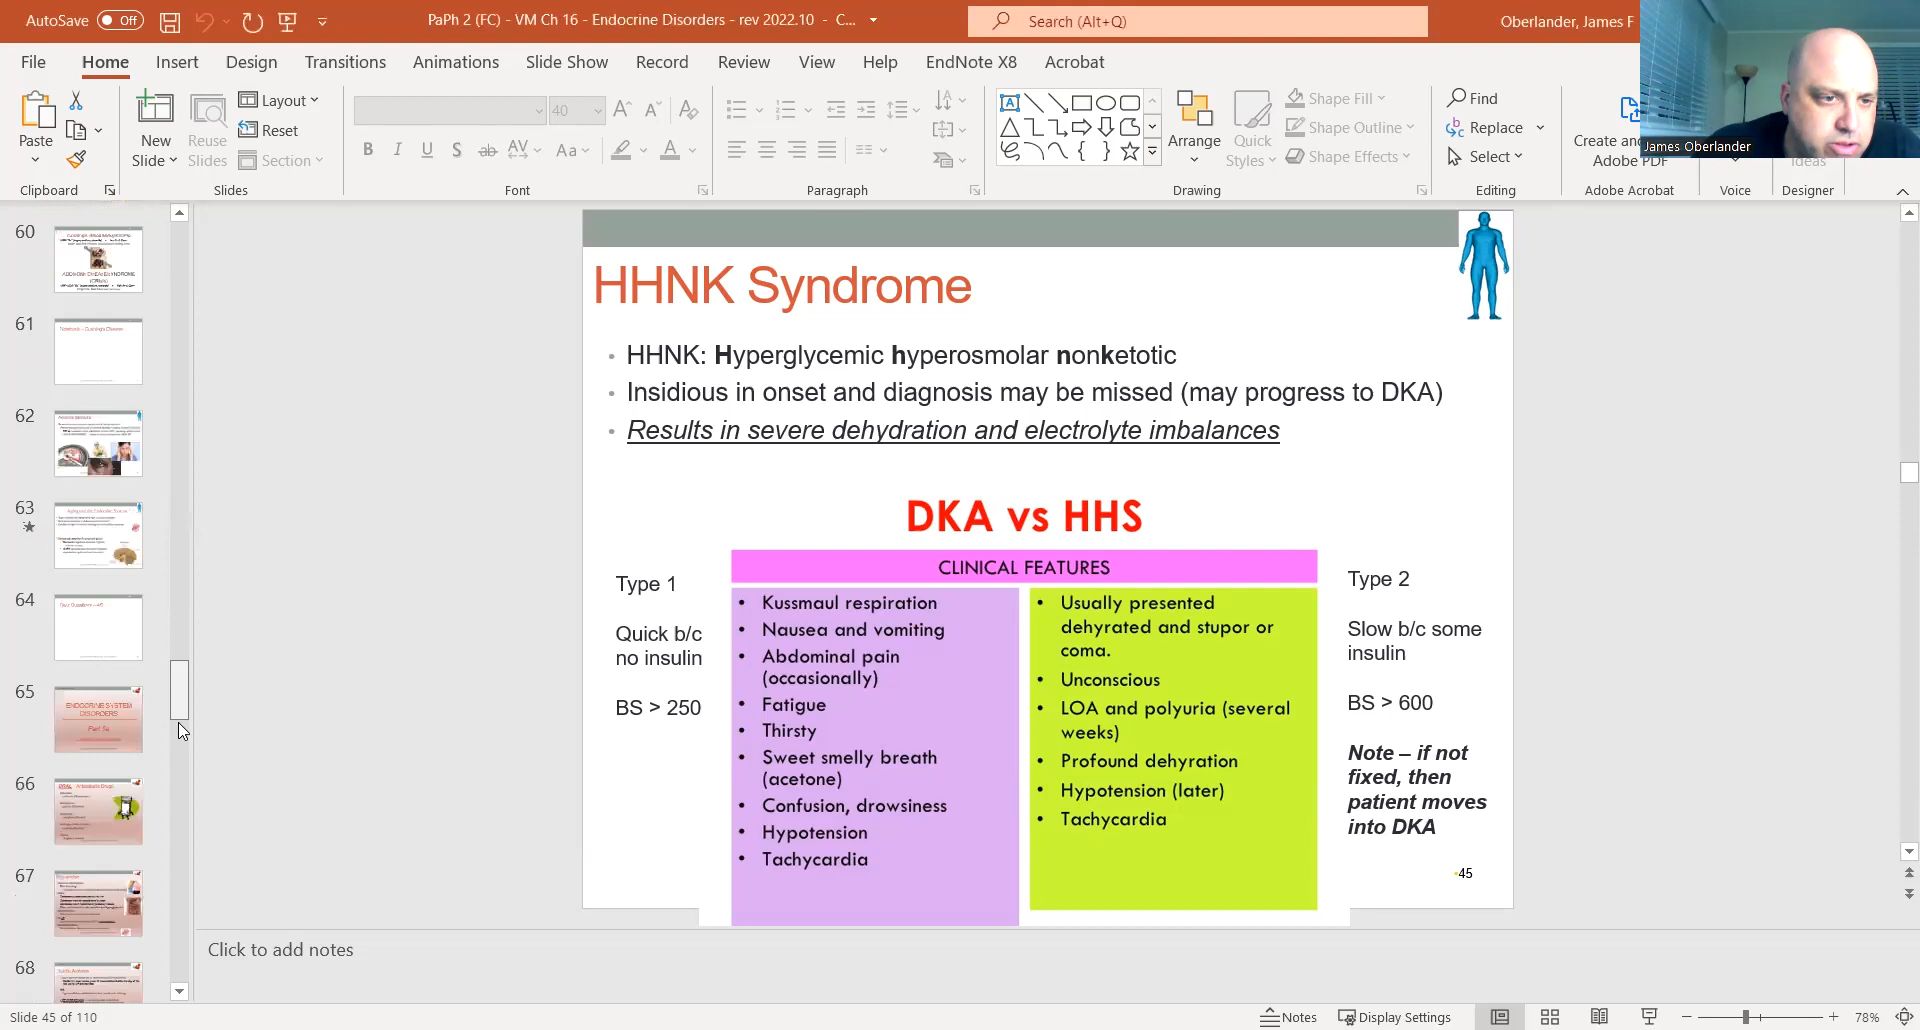 AutoSave Off
PaPh 2 (FC) - VM Ch 16 - Endocrine Disorders - rev 2022.10 - C...
Search (Alt+Q)
Oberlander, James F
File Home Insert Design Transitions Animations Slide Show Record Review View Help EndNote X8 Acrobat
Paste
New
Slide
Reuse
Slides
Layout
Reset
Section
40
B I U S ab AV Aa A
Arrange
Quick
Styles
Shape Fill
Shape Outline
Shape Effects
Find
Replace
Select
Create and
Adobe PDF
James Oberlander
Ideas
Clipboard Slides Font Paragraph Drawing Editing Adobe Acrobat Voice Designer
60
61
62
63
64
65
ENDOCRINE SYSTEM
DISORDERS
66
67
68
HHNK Syndrome
• HHNK: Hyperglycemic hyperosmolar nonketotic
• Insidious in onset and diagnosis may be missed (may progress to DKA)
• Results in severe dehydration and electrolyte imbalances
DKA vs HHS
CLINICAL FEATURES
Type 1
Quick b/c
no insulin
BS > 250
• Kussmaul respiration
• Nausea and vomiting
• Abdominal pain
(occasionally)
• Fatigue
• Thirsty
• Sweet smelly breath
(acetone)
• Confusion, drowsiness
• Hypotension
• Tachycardia
• Usually presented
dehyrated and stupor or
coma.
• Unconscious
• LOA and polyuria (several
weeks)
• Profound dehyration
• Hypotension (later)
• Tachycardia
Type 2
Slow b/c some
insulin
BS > 600
Note – if not
fixed, then
patient moves
into DKA
•45
Click to add notes
Slide 45 of 110
Notes
Display Settings
78%